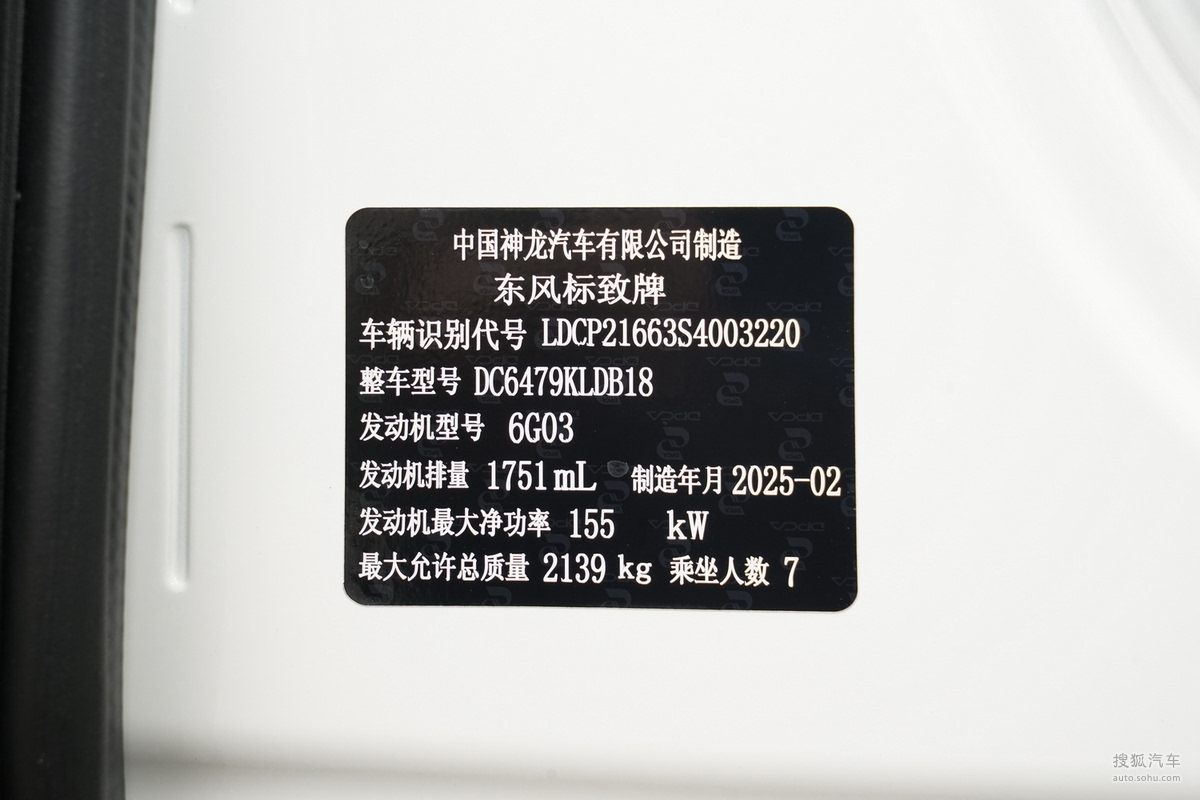 中国神龙汽车有限公司制造
东风标致牌
车辆识别代号 LDCP21663S4003220
整车型号 DC6479KLDB18
发动机型号 6G03
发动机排量 1751mL 制造年月 2025-02
发动机最大净功率 155 kW
最大允许总质量 2139 kg 乘坐人数 7
搜狐汽车
auto.sohu.com